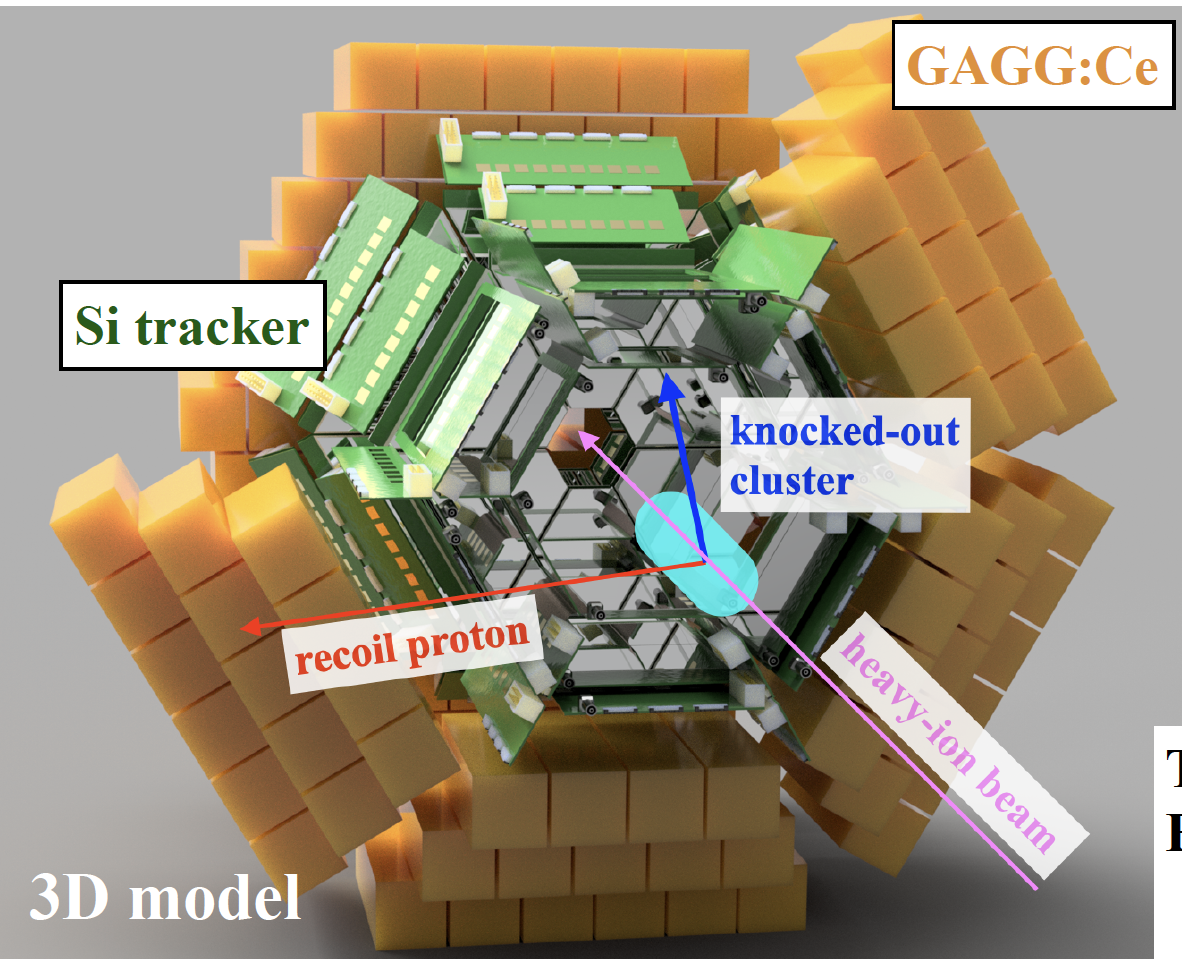 GAGG:Ce
Si tracker
knocked-out
cluster
recoil proton
heavy-ion beam
3D model